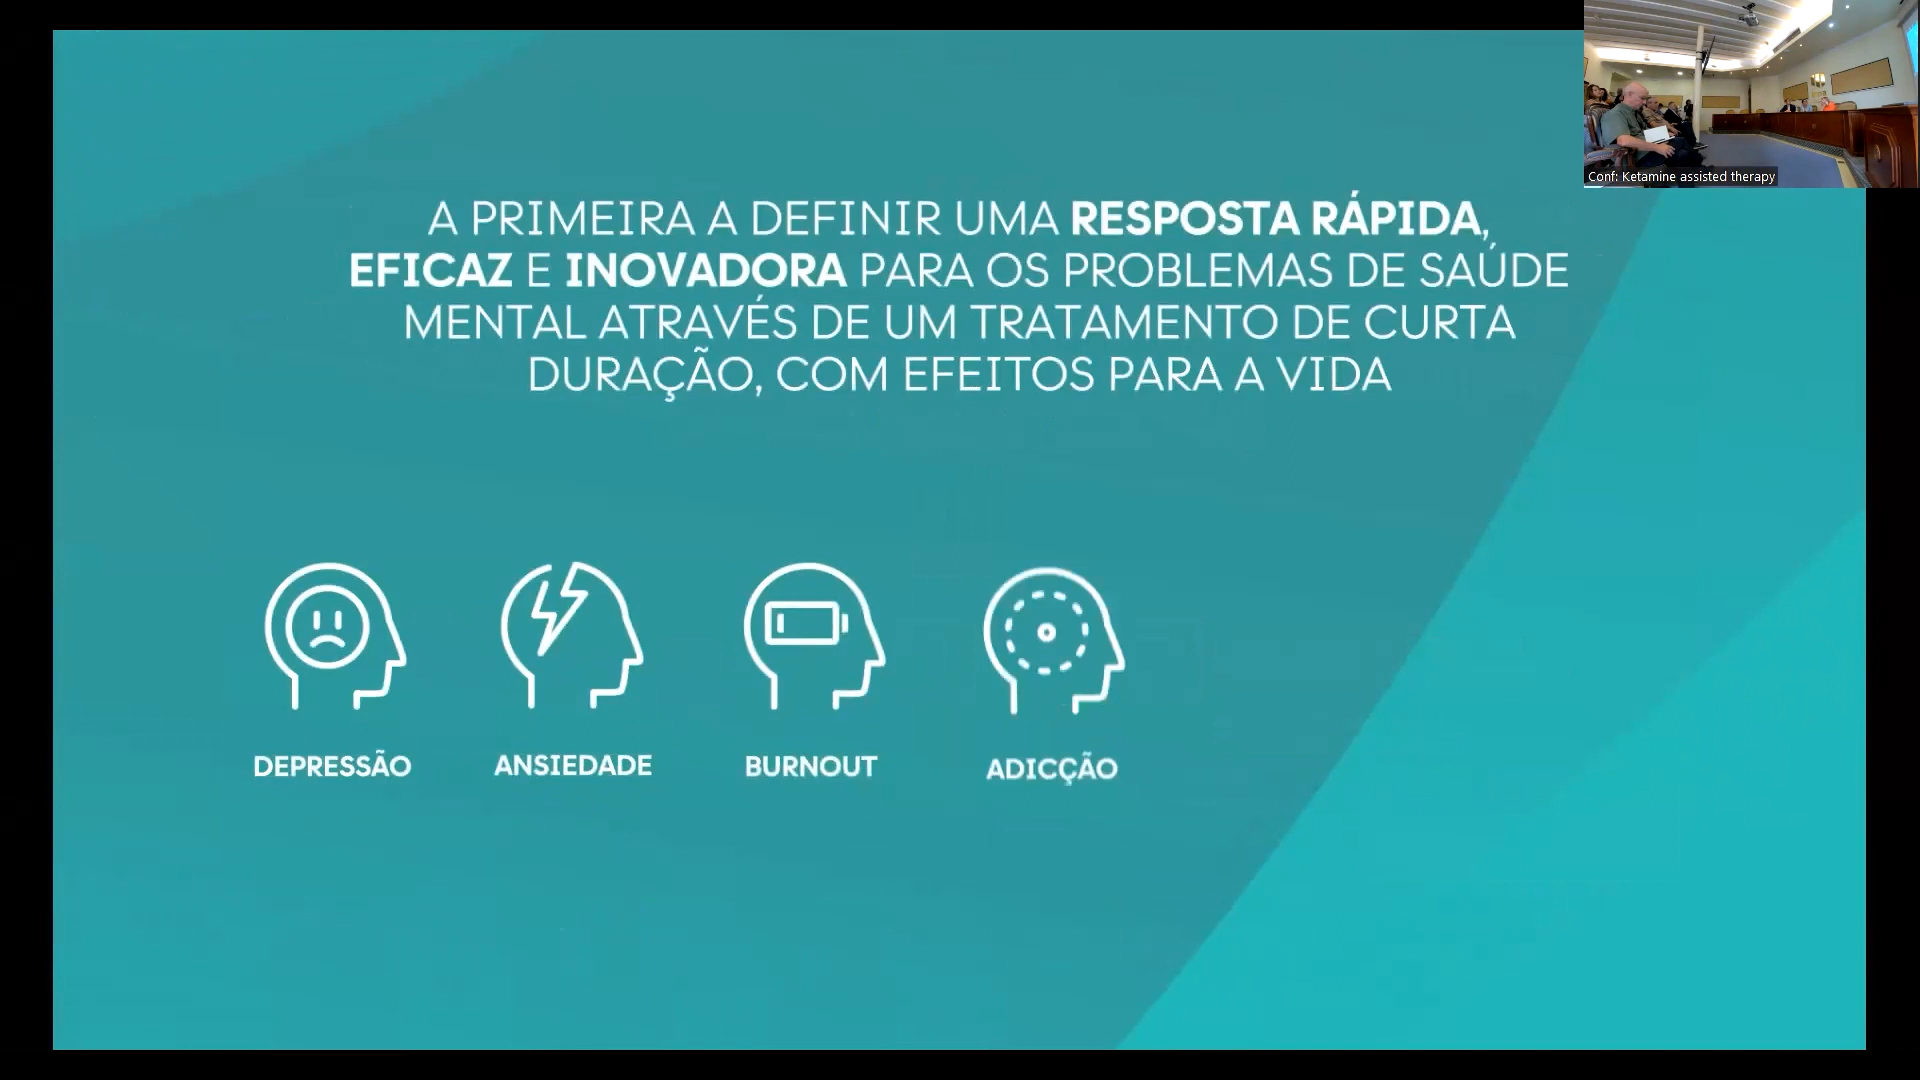 Conf: Ketamine assisted therapy
A PRIMEIRA A DEFINIR UMA RESPOSTA RÁPIDA,
EFICAZ E INOVADORA PARA OS PROBLEMAS DE SAÚDE
MENTAL ATRAVÉS DE UM TRATAMENTO DE CURTA
DURAÇÃO, COM EFEITOS PARA A VIDA
DEPRESSÃO
ANSIEDADE
BURNOUT
ADICÇÃO